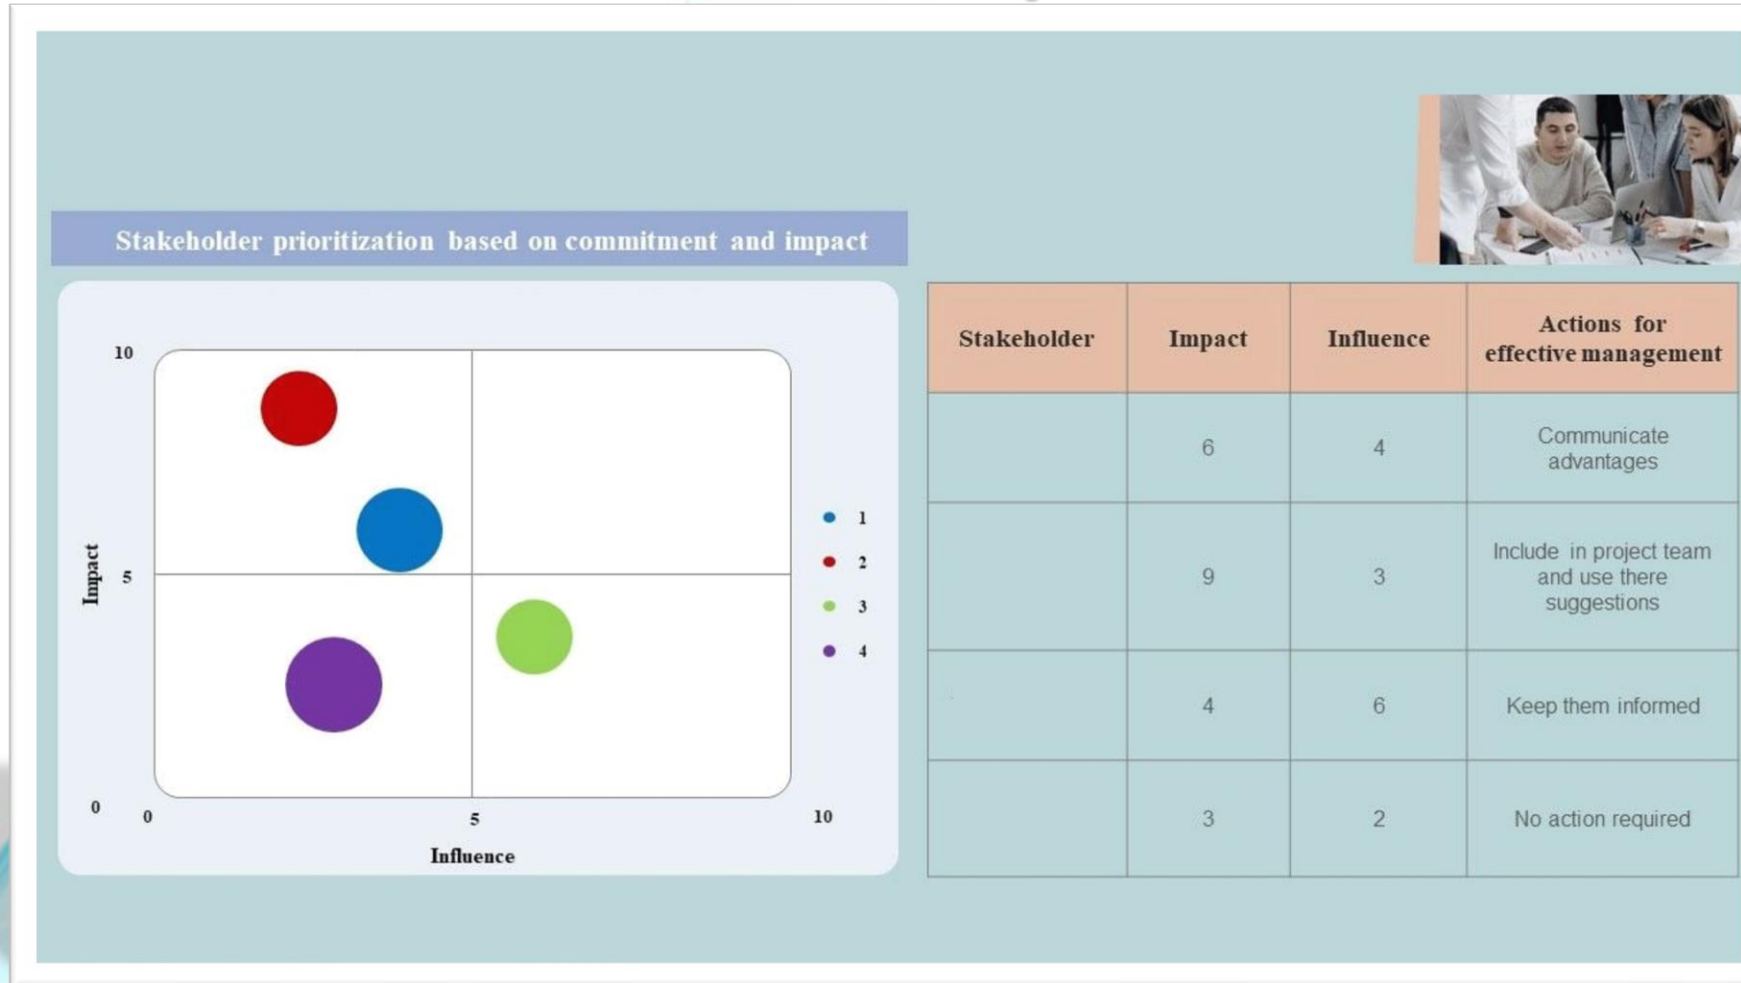 Stakeholder prioritization based on commitment and impact
10
5
0
Impact
0
5
10
Influence
1
2
3
4
Stakeholder Impact Influence Actions for
effective management
6 4 Communicate
advantages
9 3 Include in project team
and use there
suggestions
4 6 Keep them informed
3 2 No action required